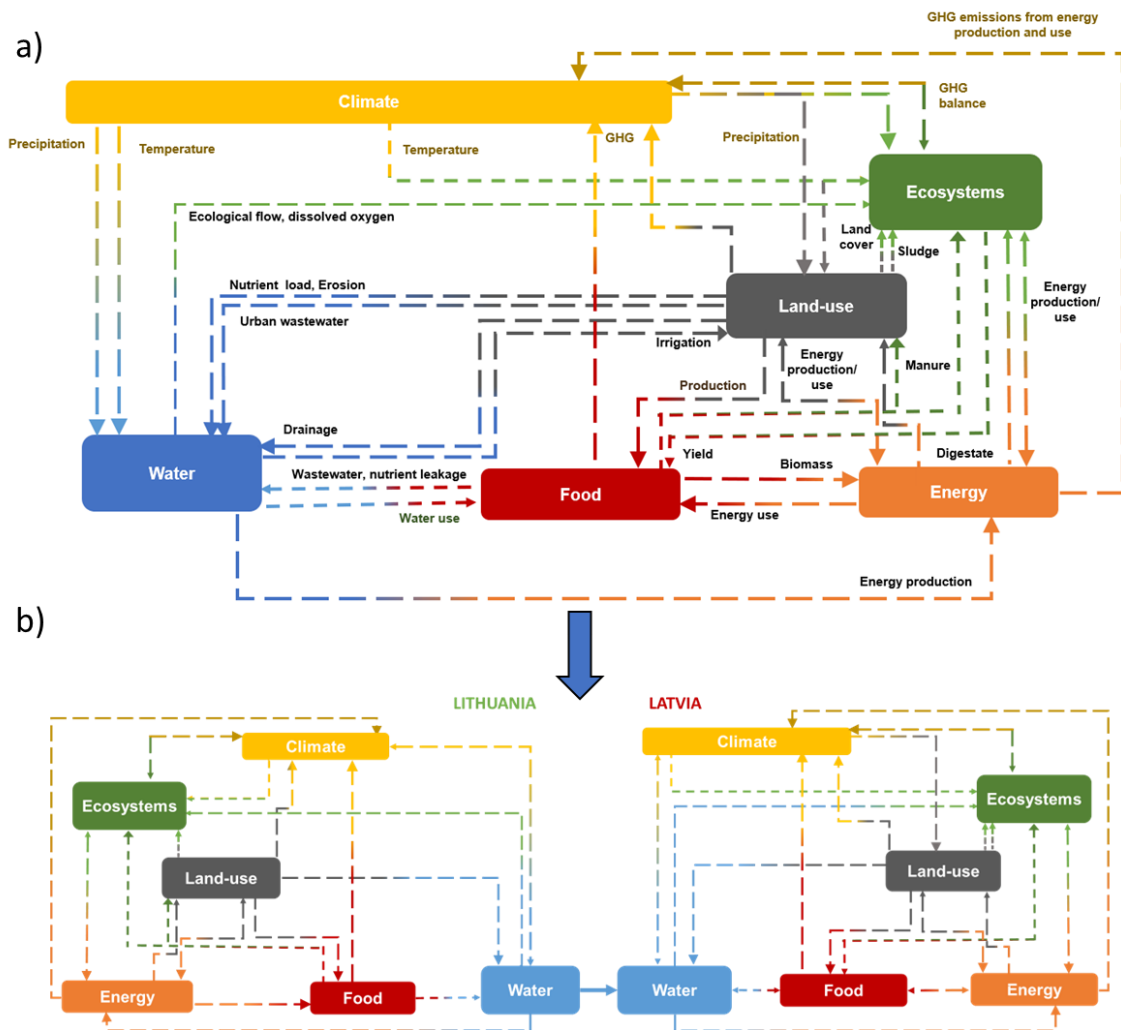 a)
GHG emissions from energy
production and use
Climate
GHG
balance
Precipitation
Temperature
Temperature
GHG
Precipitation
Ecosystems
Ecological flow, dissolved oxygen
Land
cover
Sludge
Nutrient load, Erosion
Urban wastewater
Land-use
Energy
production/
use
Irrigation
Energy
production/
use
Manure
Production
Drainage
Water
Wastewater, nutrient leakage
Yield
Biomass
Digestate
Food
Energy
Water use
Energy use
Energy production
b)
LITHUANIA
LATVIA
Climate
Ecosystems
Land-use
Energy
Food
Water
Climate
Ecosystems
Land-use
Water
Food
Energy